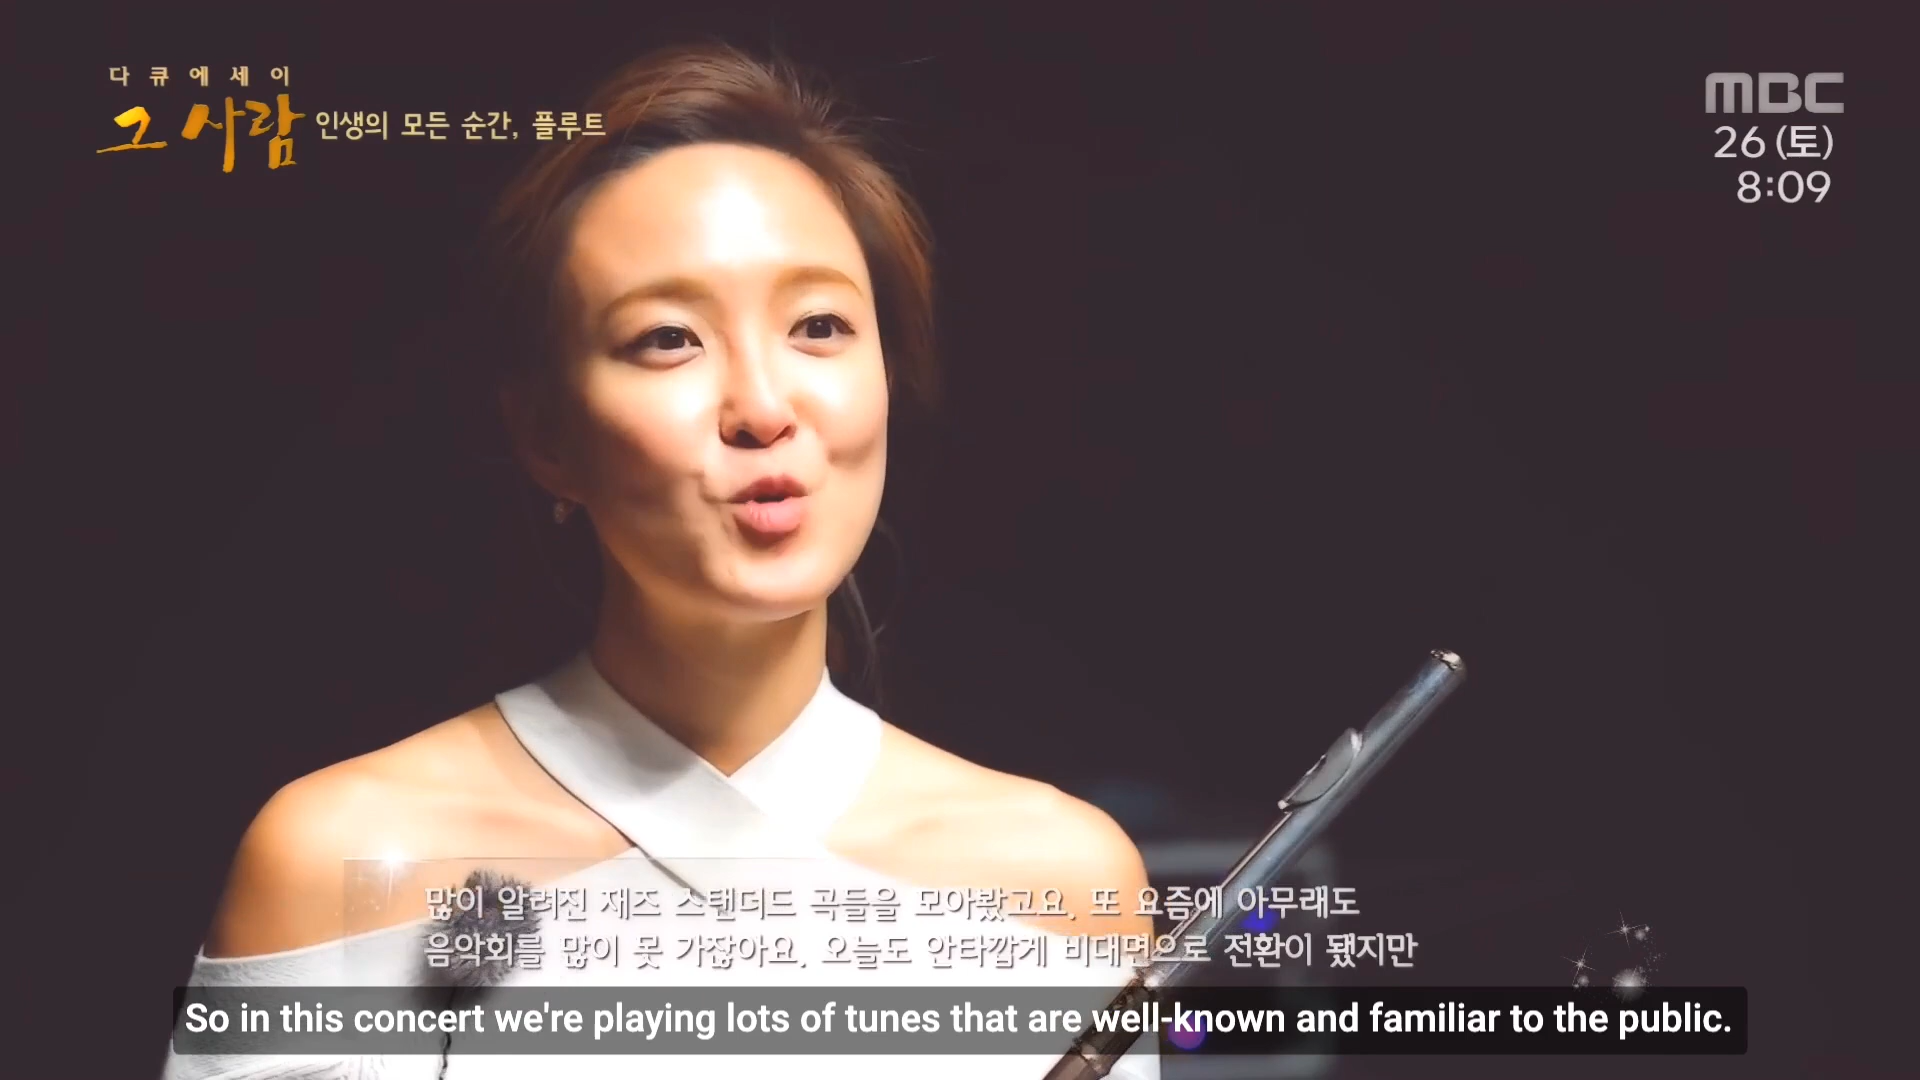 다큐에세이
그 사람 인생의 모든 순간, 플루트
MBC
26 (토)
8:09
많이 알려진 재즈 스탠더드 곡들을 모아봤고요. 또 요즘에 아무래도
음악회를 많이 못 가잖아요. 오늘도 안타깝게 비대면으로 전환이 됐지만
So in this concert we're playing lots of tunes that are well-known and familiar to the public.